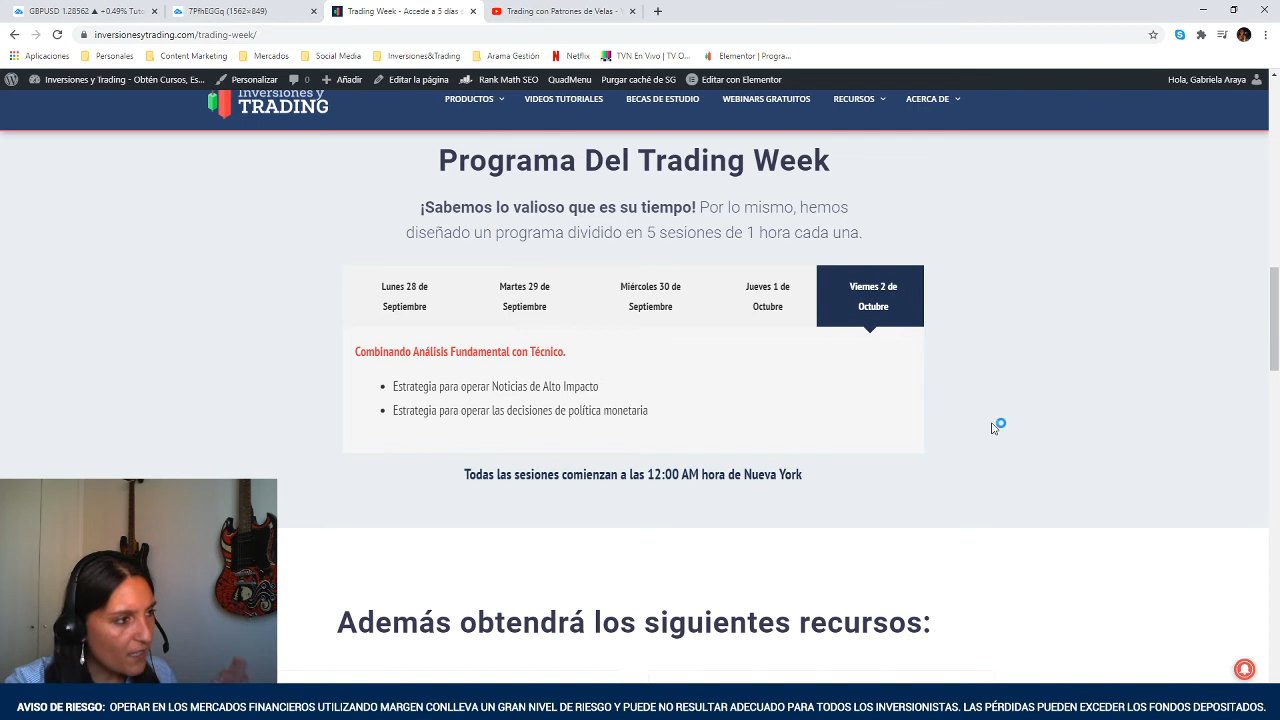 GBPUSD 1.28565 ▲ +0.49% Tuto
7PhEGGq (1562×849)
Trading Week - Accede a 5 días d
Trading con Patrones de Velas - Y
inversionesytrading.com/trading-week/
Aplicaciones
Personales
Content Marketing
Mercados
Social Media
Inversiones&Trading
Arama Gestión
Netflix
TVN En Vivo | TV O...
Elementor | Progra...
Inversiones y Trading - Obtén Cursos, Es...
Personalizar
0
Añadir
Editar la página
Rank Math SEO
QuadMenu
Purgar caché de SG
Editar con Elementor
Hola, Gabriela Araya
Inversiones y
TRADING
PRODUCTOS
VIDEOS TUTORIALES
BECAS DE ESTUDIO
WEBINARS GRATUITOS
RECURSOS
ACERCA DE
Programa Del Trading Week
¡Sabemos lo valioso que es su tiempo! Por lo mismo, hemos
diseñado un programa dividido en 5 sesiones de 1 hora cada una.
Lunes 28 de
Septiembre
Martes 29 de
Septiembre
Miércoles 30 de
Septiembre
Jueves 1 de
Octubre
Viernes 2 de
Octubre
Combinando Análisis Fundamental con Técnico.
• Estrategia para operar Noticias de Alto Impacto
• Estrategia para operar las decisiones de política monetaria
Todas las sesiones comienzan a las 12:00 AM hora de Nueva York
Además obtendrá los siguientes recursos:
AVISO DE RIESGO: OPERAR EN LOS MERCADOS FINANCIEROS UTILIZANDO MARGEN CONLLEVA UN GRAN NIVEL DE RIESGO Y PUEDE NO RESULTAR ADECUADO PARA TODOS LOS INVERSIONISTAS. LAS PÉRDIDAS PUEDEN EXCEDER LOS FONDOS DEPOSITADOS.